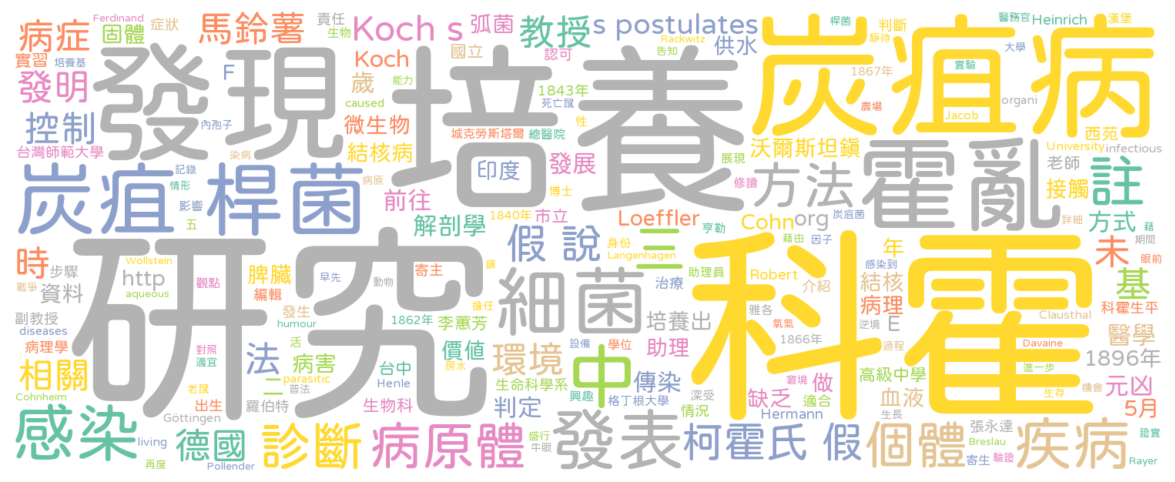 病症
Ferdinand
固體
症狀
馬鈴薯
責任
生物
Koch s
弧菌
教授
s postulates
桿菌
判斷
醫務官
Heinrich
漢堡
實習
培養基
發現
F
歲
Koch
國立
認可
告知
Rackwitz
供水
靜待
大學
發明
能力
培養
1867年
實驗
炭疽病
caused
1843年
死亡鼠
農場
Jacob
organi
控制
內孢子
微生物
城克勞斯塔爾
總醫院
性
西苑
台灣師範大學
染病
結核病
沃爾斯坦鎮
University
infectious
記錄
病原
印度
發展
展現
方法
霍亂
老師
註
炭疽
桿菌
情形
博士
修讀
接觸
影響
前往
1840年
市立
Loeffler
Cohn
org
炭疽菌
詳細
方式
藉
五
解剖學
亨勒
時
Wollstein
步驟
研究
假 說
三
身份
Langenhagen
藉由
因子
科霍
年
未
期間
眼前
戰爭
資料
aqueous
http
觀點
脾臟
早先
動物
寄主
鎮
細菌
治療
助理員
Robert
感染到
結核
基
編輯
擔任
介紹
病理
科霍生平
副教授
diseases
發生
humour
1862年
李蕙芳
設備
學位
培養出
雅各
氧氣
1866年
逆境
E
Clausthal
醫學
病理學
對照
適宜
法
活
病害
價值
環境
中
助理
窘境
過程
Davaine
1896年
相關
二
parasitic
台中
Henle
房水
生命科學系
興趣
格丁根大學
傳染
深受
缺乏
做
適合
高級中學
進一步
生存
機會
元凶
Cohnheim
老鼠
出生
羅伯特
普法
生物科
判定
情況
Hermann
血液
生長
5月
感染
living
Göttingen
德國
診斷
病原體
盛行
牛眼
發表
柯霍氏 假
個體
張永達
Breslau
疾病
證實
再度
Pollender
寄生
驗證
Rayer